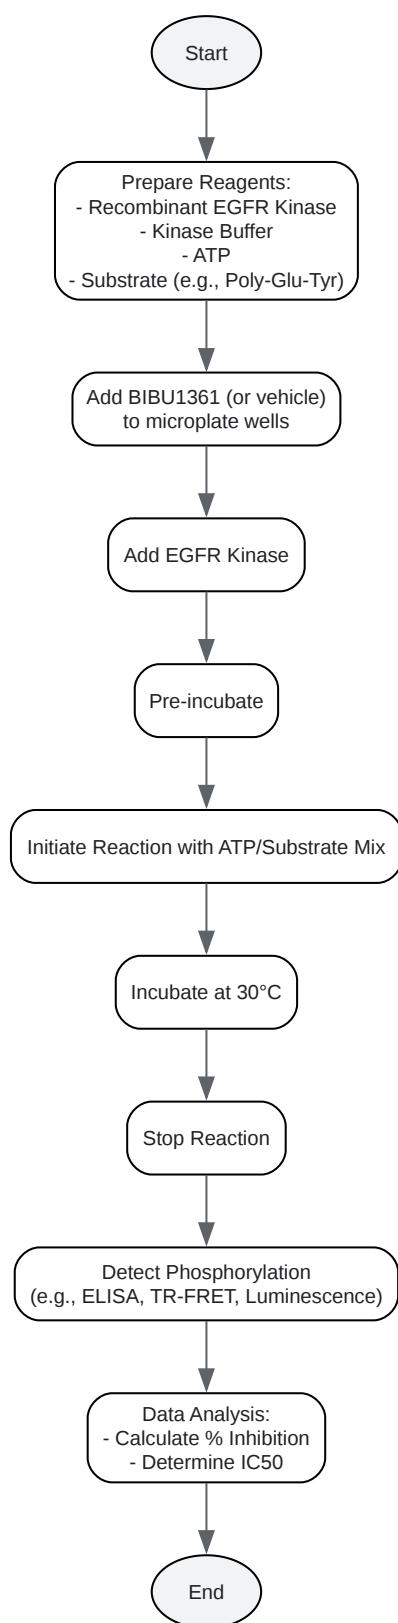 Start
Prepare Reagents:
- Recombinant EGFR Kinase
- Kinase Buffer
- ATP
- Substrate (e.g., Poly-Glu-Tyr)
Add BIBU1361 (or vehicle)
to microplate wells
Add EGFR Kinase
Pre-incubate
Initiate Reaction with ATP/Substrate Mix
Incubate at 30°C
Stop Reaction
Detect Phosphorylation
(e.g., ELISA, TR-FRET, Luminescence)
Data Analysis:
- Calculate % Inhibition
- Determine IC50
End